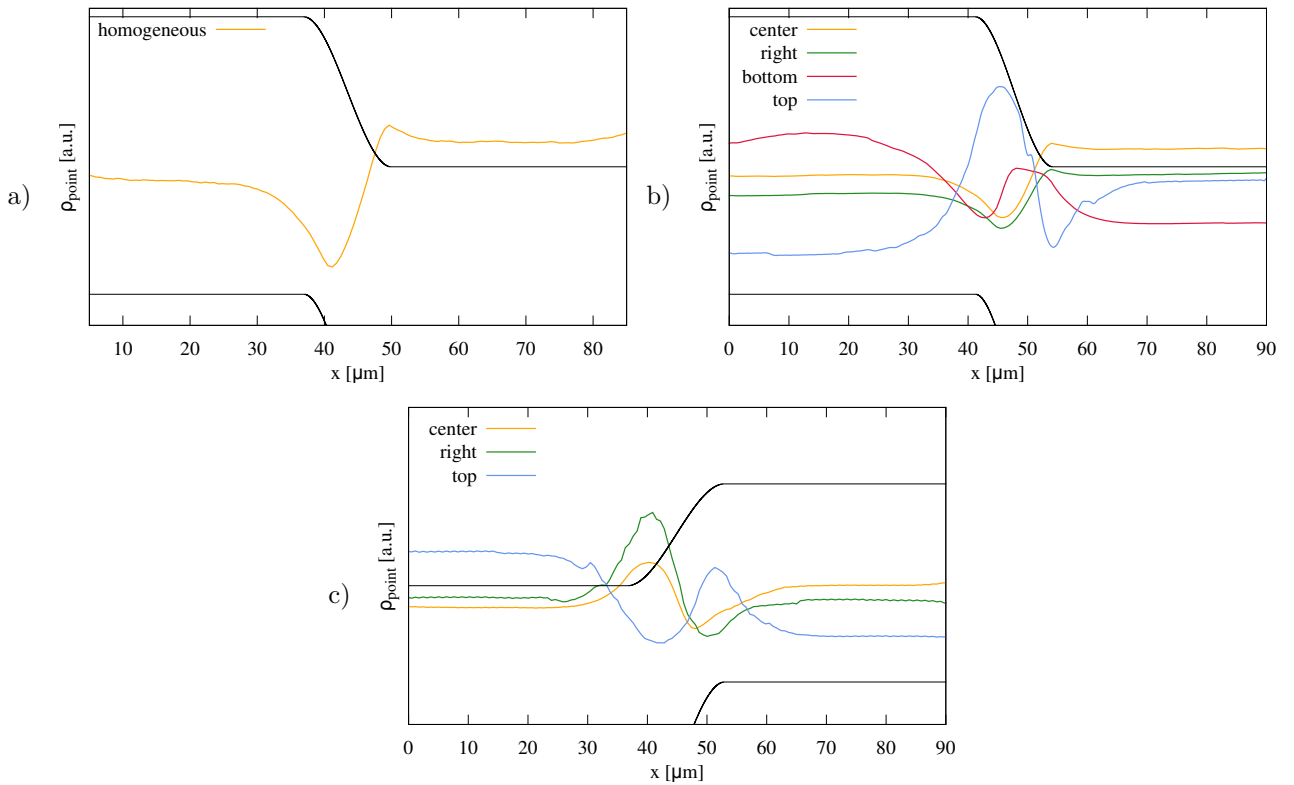 a)
homogeneous
ρpoint [a.u.]
10 20 30 40 50 60 70 80
x [μm]
b)
center
right
bottom
top
ρpoint [a.u.]
0 10 20 30 40 50 60 70 80 90
x [μm]
c)
center
right
top
ρpoint [a.u.]
0 10 20 30 40 50 60 70 80 90
x [μm]